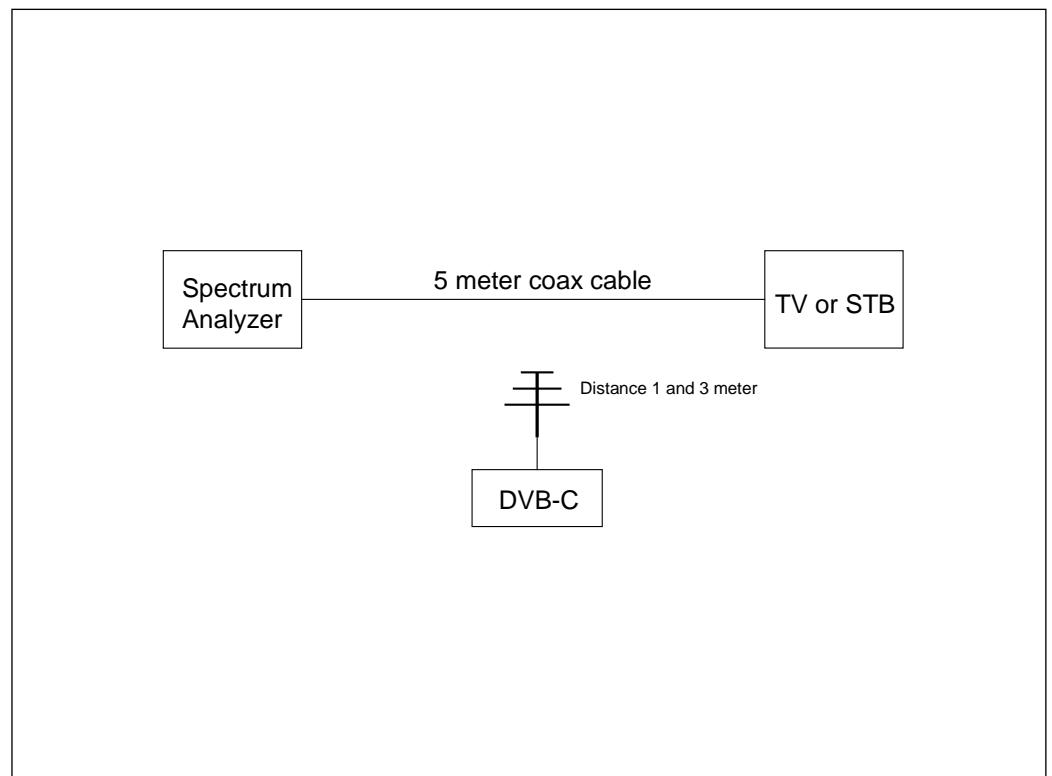 5 meter coax cable
Spectrum
Analyzer
TV or STB
Distance 1 and 3 meter
DVB-C